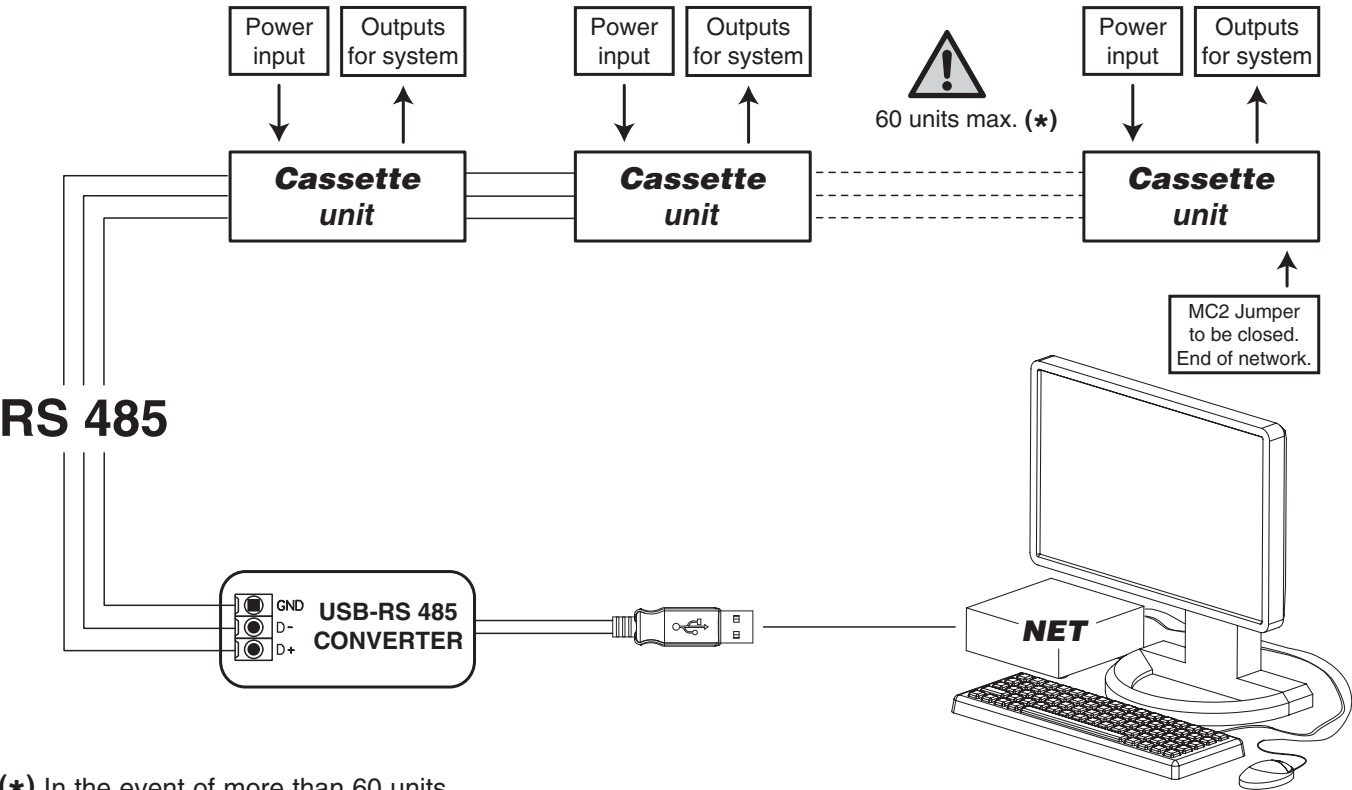 Power
input
Outputs
for system
Power
input
Outputs
for system
60 units max. (*)
Power
input
Outputs
for system
Cassette
unit
Cassette
unit
Cassette
unit
MC2 Jumper
to be closed.
End of network.
RS 485
GND
D-
D+
USB-RS 485
CONVERTER
NET
(*) In the event of more than 60 units